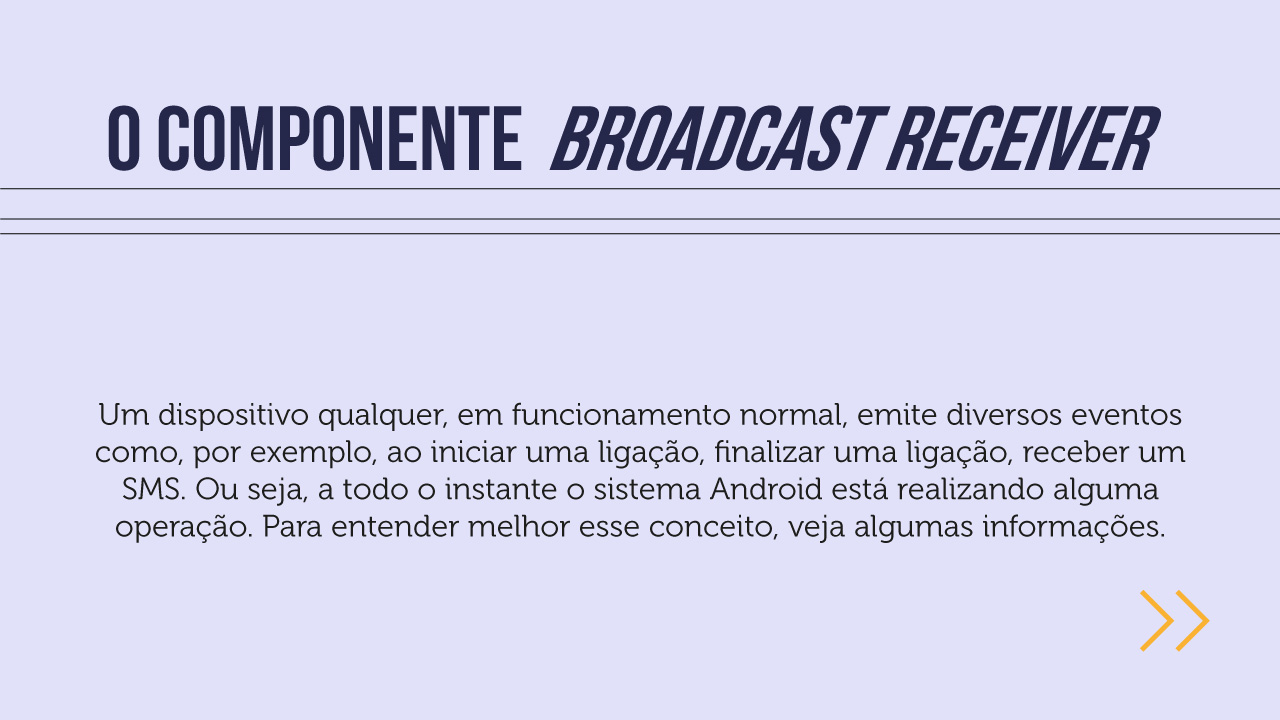 O COMPONENTE BROADCAST RECEIVER
Um dispositivo qualquer, em funcionamento normal, emite diversos eventos
como, por exemplo, ao iniciar uma ligação, finalizar uma ligação, receber um
SMS. Ou seja, a todo o instante o sistema Android está realizando alguma
operação. Para entender melhor esse conceito, veja algumas informações.